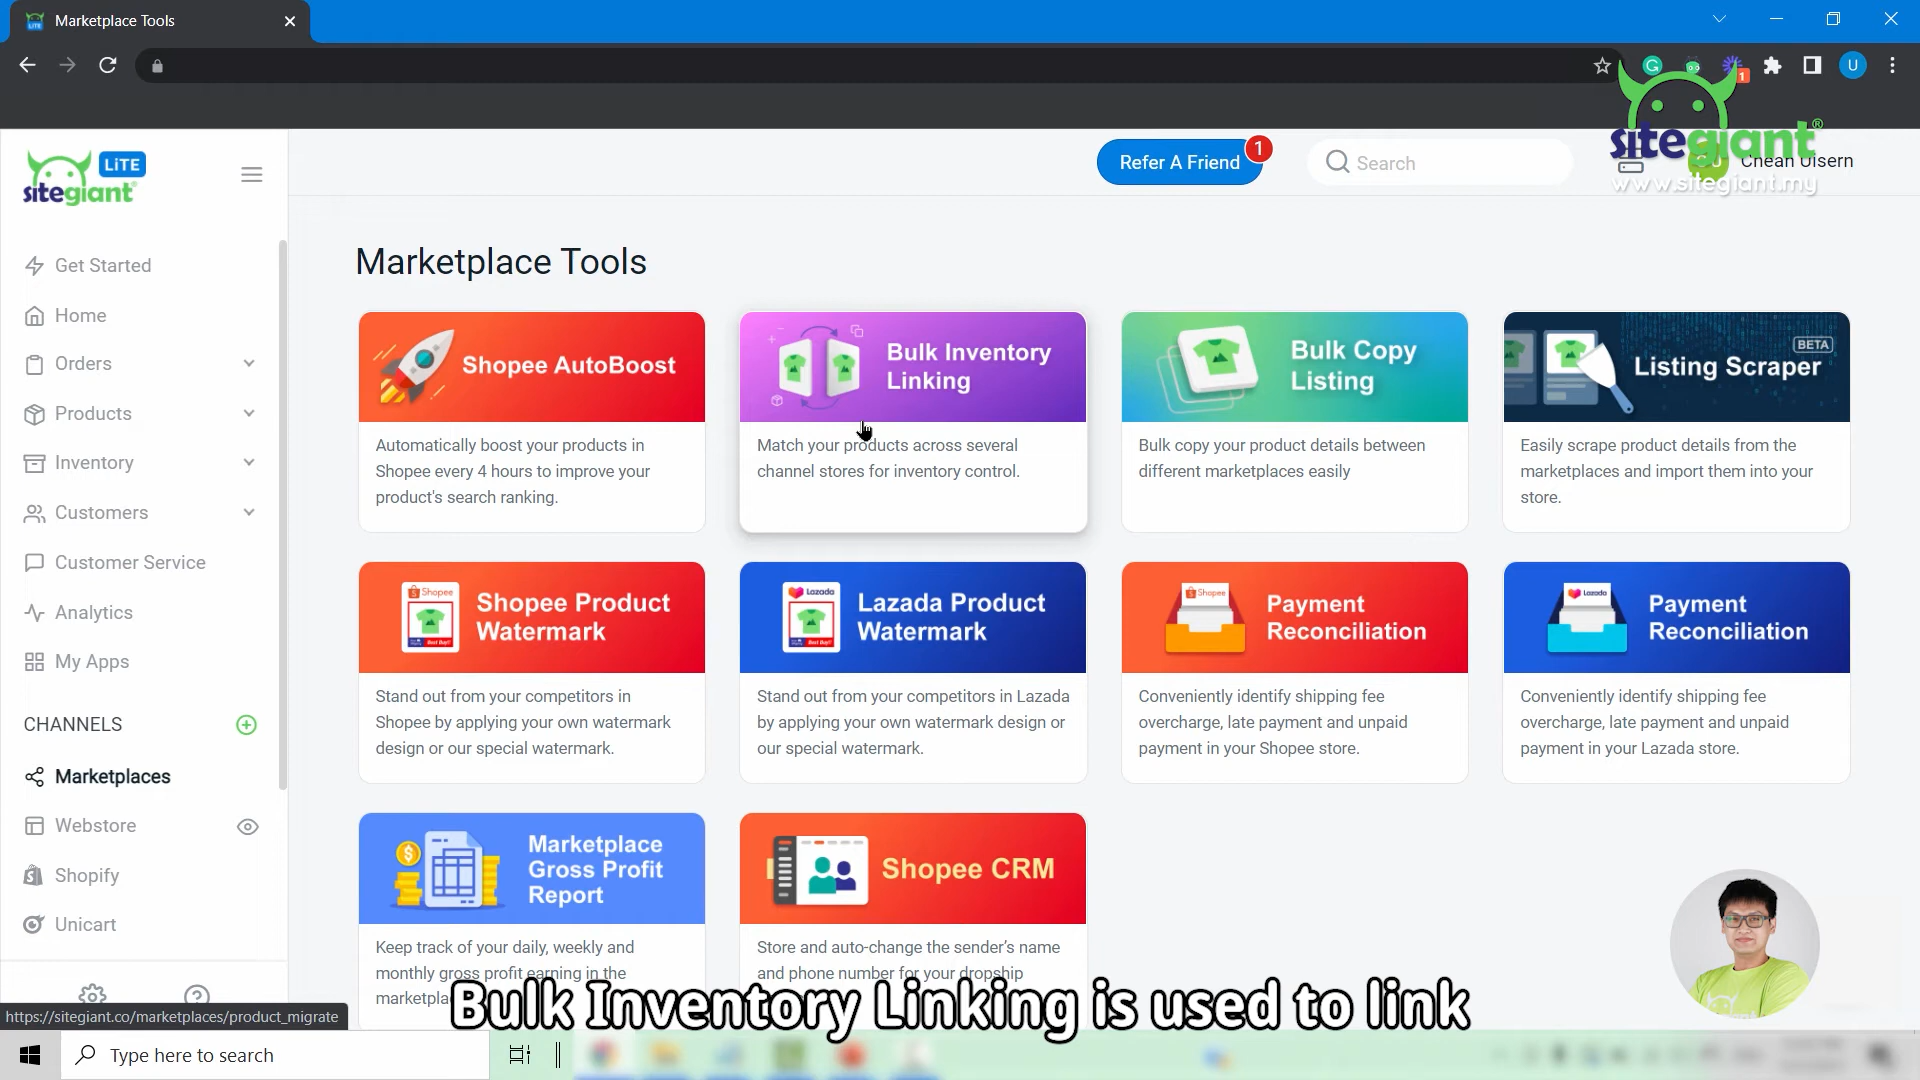 Marketplace Tools
sitegiant
www.sitegiant.my
sitegiant LiTE
Refer A Friend
1
Search
Get Started
Home
Orders
Products
Inventory
Customers
Customer Service
Analytics
My Apps
CHANNELS
Marketplaces
Webstore
Shopify
Unicart
Marketplace Tools
Shopee AutoBoost
Automatically boost your products in
Shopee every 4 hours to improve your
product's search ranking.
Bulk Inventory
Linking
Match your products across several
channel stores for inventory control.
Bulk Copy
Listing
Bulk copy your product details between
different marketplaces easily
BETA
Listing Scraper
Easily scrape product details from the
marketplaces and import them into your
store.
Shopee Product
Watermark
Stand out from your competitors in
Shopee by applying your own watermark
design or our special watermark.
Lazada Product
Watermark
Stand out from your competitors in Lazada
by applying your own watermark design or
our special watermark.
Payment
Reconciliation
Conveniently identify shipping fee
overcharge, late payment and unpaid
payment in your Shopee store.
Payment
Reconciliation
Conveniently identify shipping fee
overcharge, late payment and unpaid
payment in your Lazada store.
Marketplace
Gross Profit
Report
Keep track of your daily, weekly and
monthly gross profit earning in the
Shopee CRM
Store and auto-change the sender's name
and phone number for your dropship
Bulk Inventory Linking is used to link
https://sitegiant.co/marketplaces/product_migrate
Type here to search